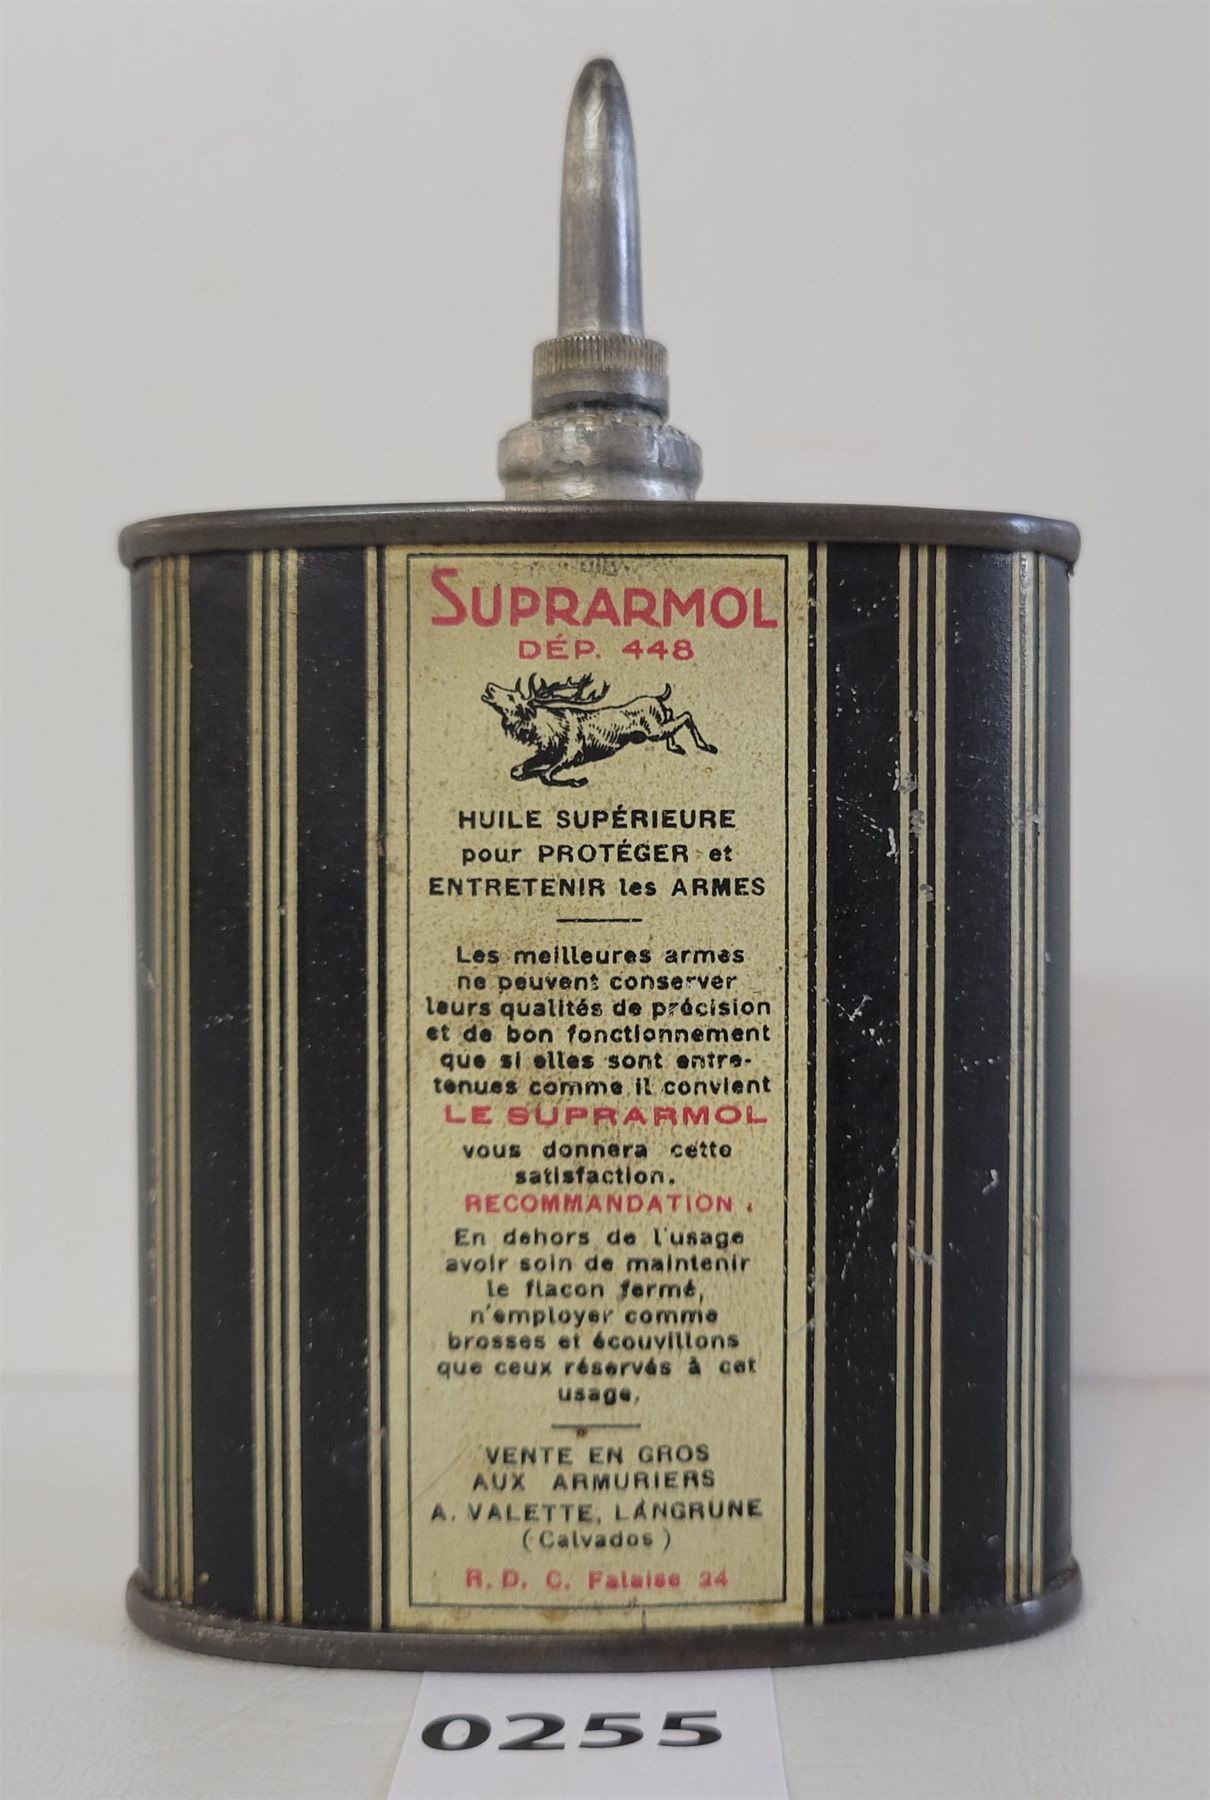 SUPRARMOL
DÉP. 448
HUILE SUPÉRIEURE
pour PROTÉGER et
ENTRETENIR les ARMES
Les meilleures armes
ne peuvent conserver
leurs qualités de précision
et de bon fonctionnement
que si elles sont entre-
tenues comme il convient
LE SUPRARMOL
vous donnera cette
satisfaction.
RECOMMANDATION :
En dehors de l'usage
avoir soin de maintenir
le flacon fermé,
n'employer comme
brosses et écouvillons
que ceux réservés à cet
usage.
VENTE EN GROS
AUX ARMURIERS
A. VALETTE, LANGRUNE
(Calvados)
R. D. C. Falaise 24
0255